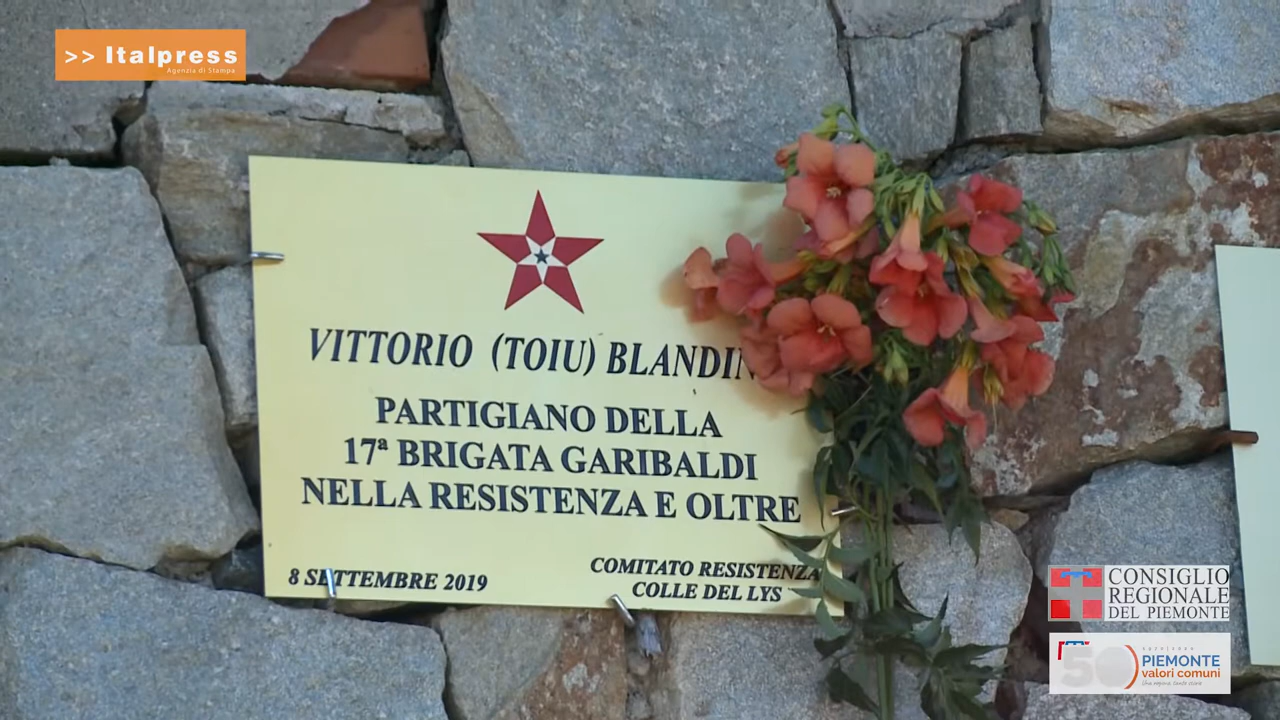 >> Italpress
Agenzia di Stampa
VITTORIO (TOIU) BLANDIN
PARTIGIANO DELLA
17ª BRIGATA GARIBALDI
NELLA RESISTENZA E OLTRE
8 SETTEMBRE 2019
COMITATO RESISTENZA
COLLE DEL LYS
CONSIGLIO
REGIONALE
DEL PIEMONTE
50
PIEMONTE
valori comuni